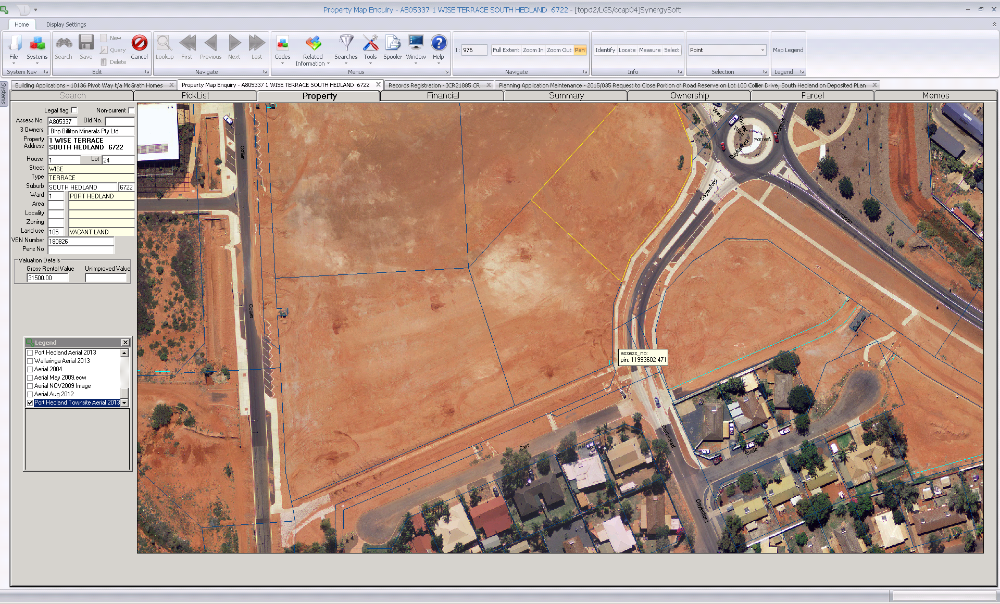 Property Map Enquiry - A805337 1 WISE TERRACE SOUTH HEDLAND 6722 - [topd2/LGS/ccap04]SynergySoft
Home Display Settings
File Systems Search Save New Query Delete Cancel Lookup First Previous Next Last Codes Related Information Searches Tools Spooler Window Help 1: 976 Full Extent Zoom In Zoom Out Pan Identify Locate Measure Select Point Map Legend
System Nav Edit Navigate Menus Navigate Info Selection Legend
Systems
Building Applications - 10136 Pivot Way t/a McGrath Homes Property Map Enquiry - A805337 1 WISE TERRACE SOUTH HEDLAND 6722 Records Registration - ICR21885 CR Planning Application Maintenance - 2015/035 Request to Close Portion of Road Reserve on Lot 100 Collier Drive, South Hedland on Deposited PLan
Search PickList Property Financial Summary Ownership Parcel Memos
Legal flag Non-current
Assess No. A805337 Old No.
3 Owners Bhp Billiton Minerals Pty Ltd
Property Address 1 WISE TERRACE
SOUTH HEDLAND 6722
House 1 Lot 24
Street WISE
Type TERRACE
Suburb SOUTH HEDLAND 6722
Ward 1 PORT HEDLAND
Area
Locality
Zoning
Land use 105 VACANT LAND
VEN Number 180826
Pens No
Valuation Details
Gross Rental Value Unimproved Value
31500.00
Legend
Port Hedland Aerial 2013
Wallaringa Aerial 2013
Aerial 2004
Aerial May 2009.ecw
Aerial NOV2009 Image
Aerial Aug 2012
Port Hedland Townsite Aerial 2013
Collier
Collier
Wise
Forrest
Wise
Forrest
Forrest
Daylesford
Daylesford
Murdoch
assess_no:
pin: 11993602 471
Carr
Daylesford
Daylesford